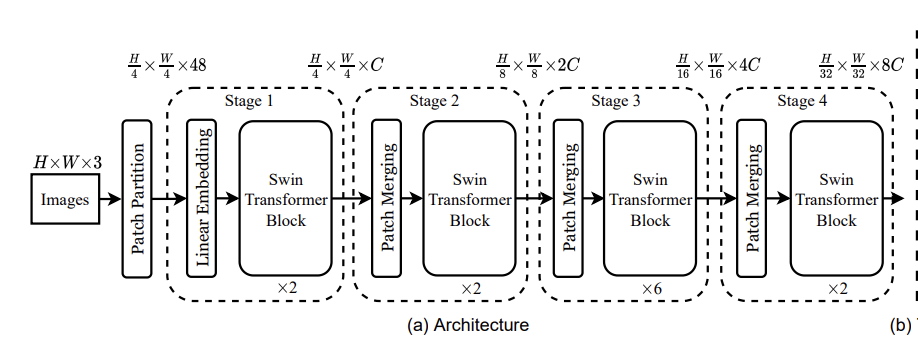 H/4 × W/4 × 48
H/4 × W/4 × C
H/8 × W/8 × 2C
H/16 × W/16 × 4C
H/32 × W/32 × 8C
Stage 1
Stage 2
Stage 3
Stage 4
H×W×3
Images
Patch Partition
Linear Embedding
Swin
Transformer
Block
Patch Merging
Swin
Transformer
Block
Patch Merging
Swin
Transformer
Block
Patch Merging
Swin
Transformer
Block
×2
×2
×6
×2
(a) Architecture
(b)